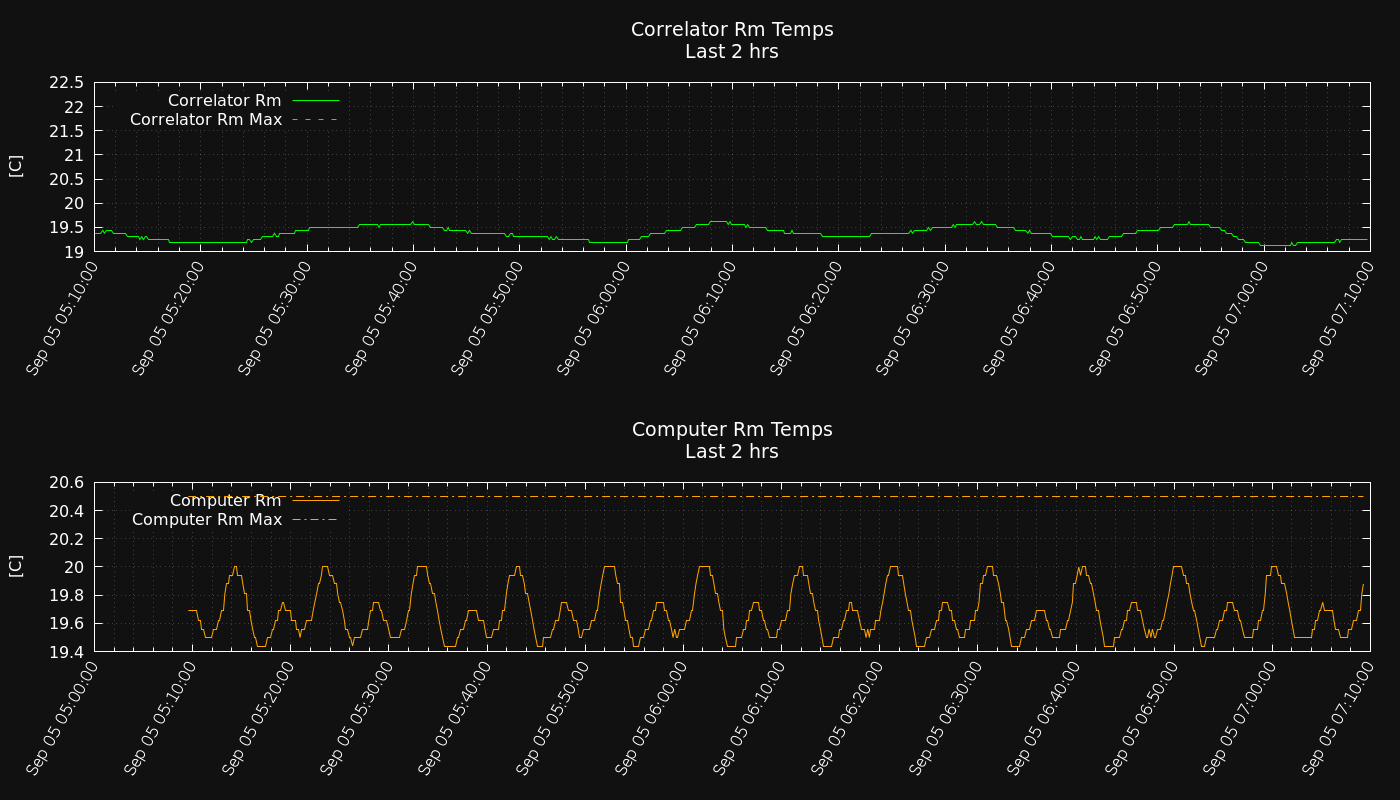 Correlator Rm Temps
Last 2 hrs
22.5
22
21.5
21
20.5
20
19.5
19
[C]
Correlator Rm
Correlator Rm Max
Sep 05 05:10:00
Sep 05 05:20:00
Sep 05 05:30:00
Sep 05 05:40:00
Sep 05 05:50:00
Sep 05 06:00:00
Sep 05 06:10:00
Sep 05 06:20:00
Sep 05 06:30:00
Sep 05 06:40:00
Sep 05 06:50:00
Sep 05 07:00:00
Sep 05 07:10:00
Computer Rm Temps
Last 2 hrs
20.6
20.4
20.2
20
19.8
19.6
19.4
[C]
Computer Rm
Computer Rm Max
Sep 05 05:00:00
Sep 05 05:10:00
Sep 05 05:20:00
Sep 05 05:30:00
Sep 05 05:40:00
Sep 05 05:50:00
Sep 05 06:00:00
Sep 05 06:10:00
Sep 05 06:20:00
Sep 05 06:30:00
Sep 05 06:40:00
Sep 05 06:50:00
Sep 05 07:00:00
Sep 05 07:10:00